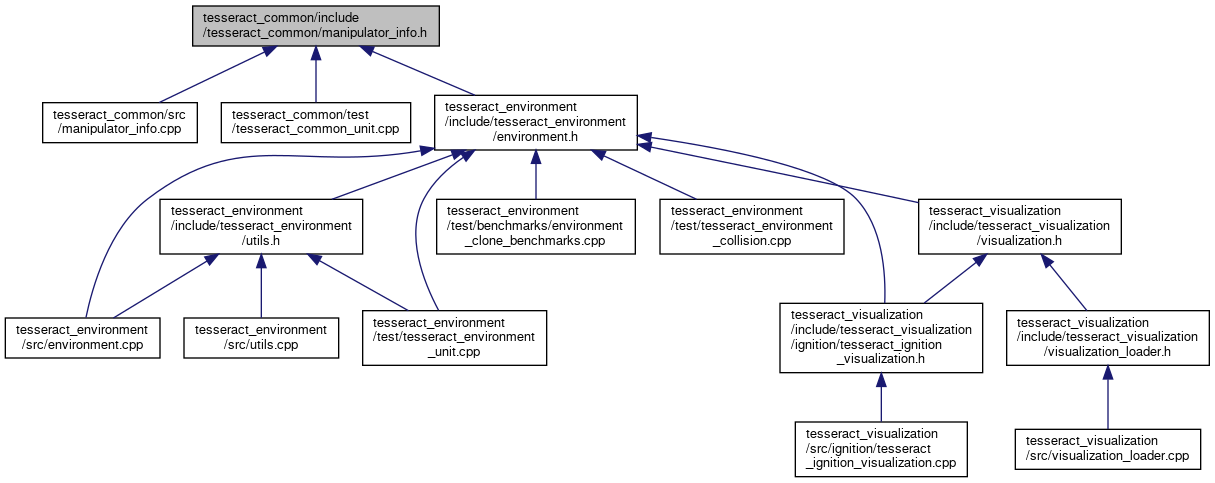 tesseract_common/include
/tesseract_common/manipulator_info.h
tesseract_common/src
/manipulator_info.cpp
tesseract_common/test
/tesseract_common_unit.cpp
tesseract_environment
/include/tesseract_environment
/environment.h
tesseract_environment
/include/tesseract_environment
/utils.h
tesseract_environment
/test/benchmarks/environment
_clone_benchmarks.cpp
tesseract_environment
/test/tesseract_environment
_collision.cpp
tesseract_visualization
/include/tesseract_visualization
/visualization.h
tesseract_environment
/src/environment.cpp
tesseract_environment
/src/utils.cpp
tesseract_environment
/test/tesseract_environment
_unit.cpp
tesseract_visualization
/include/tesseract_visualization
/ignition/tesseract_ignition
_visualization.h
tesseract_visualization
/include/tesseract_visualization
/visualization_loader.h
tesseract_visualization
/src/ignition/tesseract
_ignition_visualization.cpp
tesseract_visualization
/src/visualization_loader.cpp